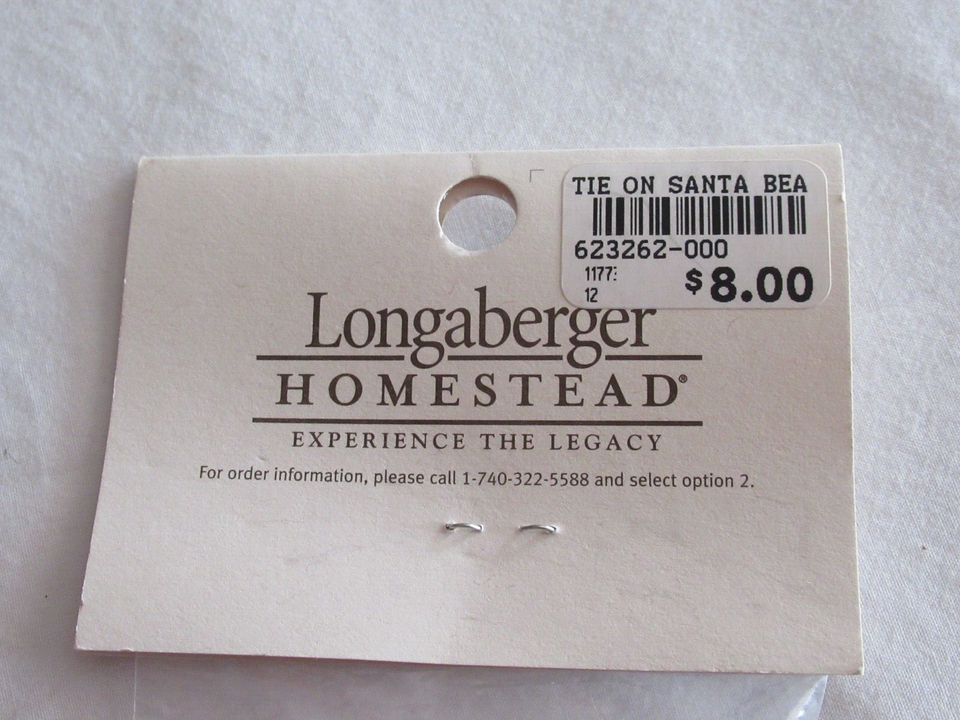 TIE ON SANTA BEA
623262-000
1177:
12
$8.00
Longaberger
HOMESTEAD®
EXPERIENCE THE LEGACY
For order information, please call 1-740-322-5588 and select option 2.